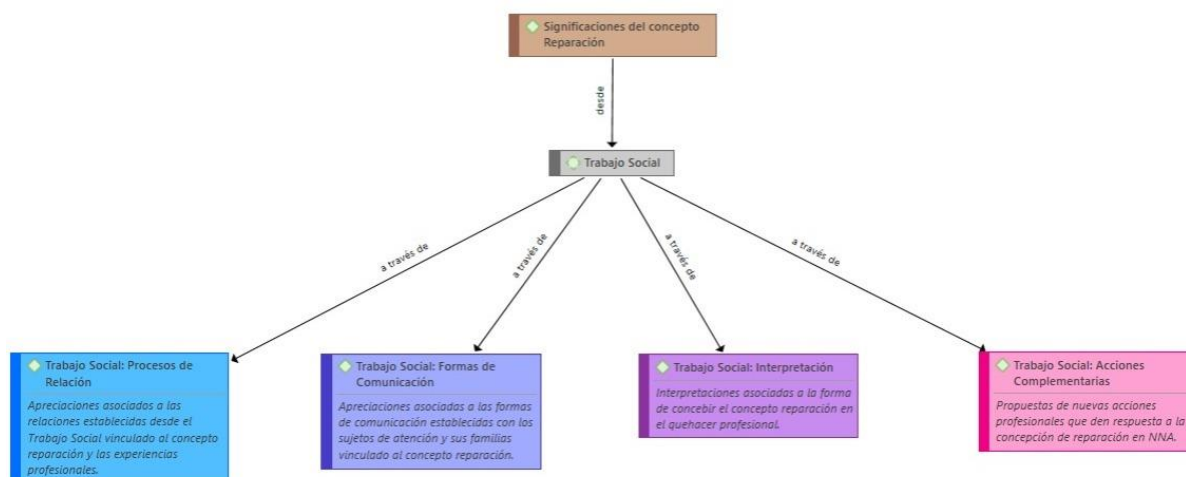 Significaciones del concepto
Reparación
desde
Trabajo Social
a través de
a través de
a través de
a través de
Trabajo Social: Procesos de
Relación
Apreciaciones asociados a las
relaciones establecidas desde el
Trabajo Social vinculado al concepto
reparación y las experiencias
profesionales.
Trabajo Social: Formas de
Comunicación
Apreciaciones asociadas a las formas
de comunicación establecidas con los
sujetos de atención y sus familias
vinculado al concepto reparación.
Trabajo Social: Interpretación
Interpretaciones asociadas a la forma
de concebir el concepto reparación en
el quehacer profesional.
Trabajo Social: Acciones
Complementarias
Propuestas de nuevas acciones
profesionales que den respuesta a la
concepción de reparación en NNA.